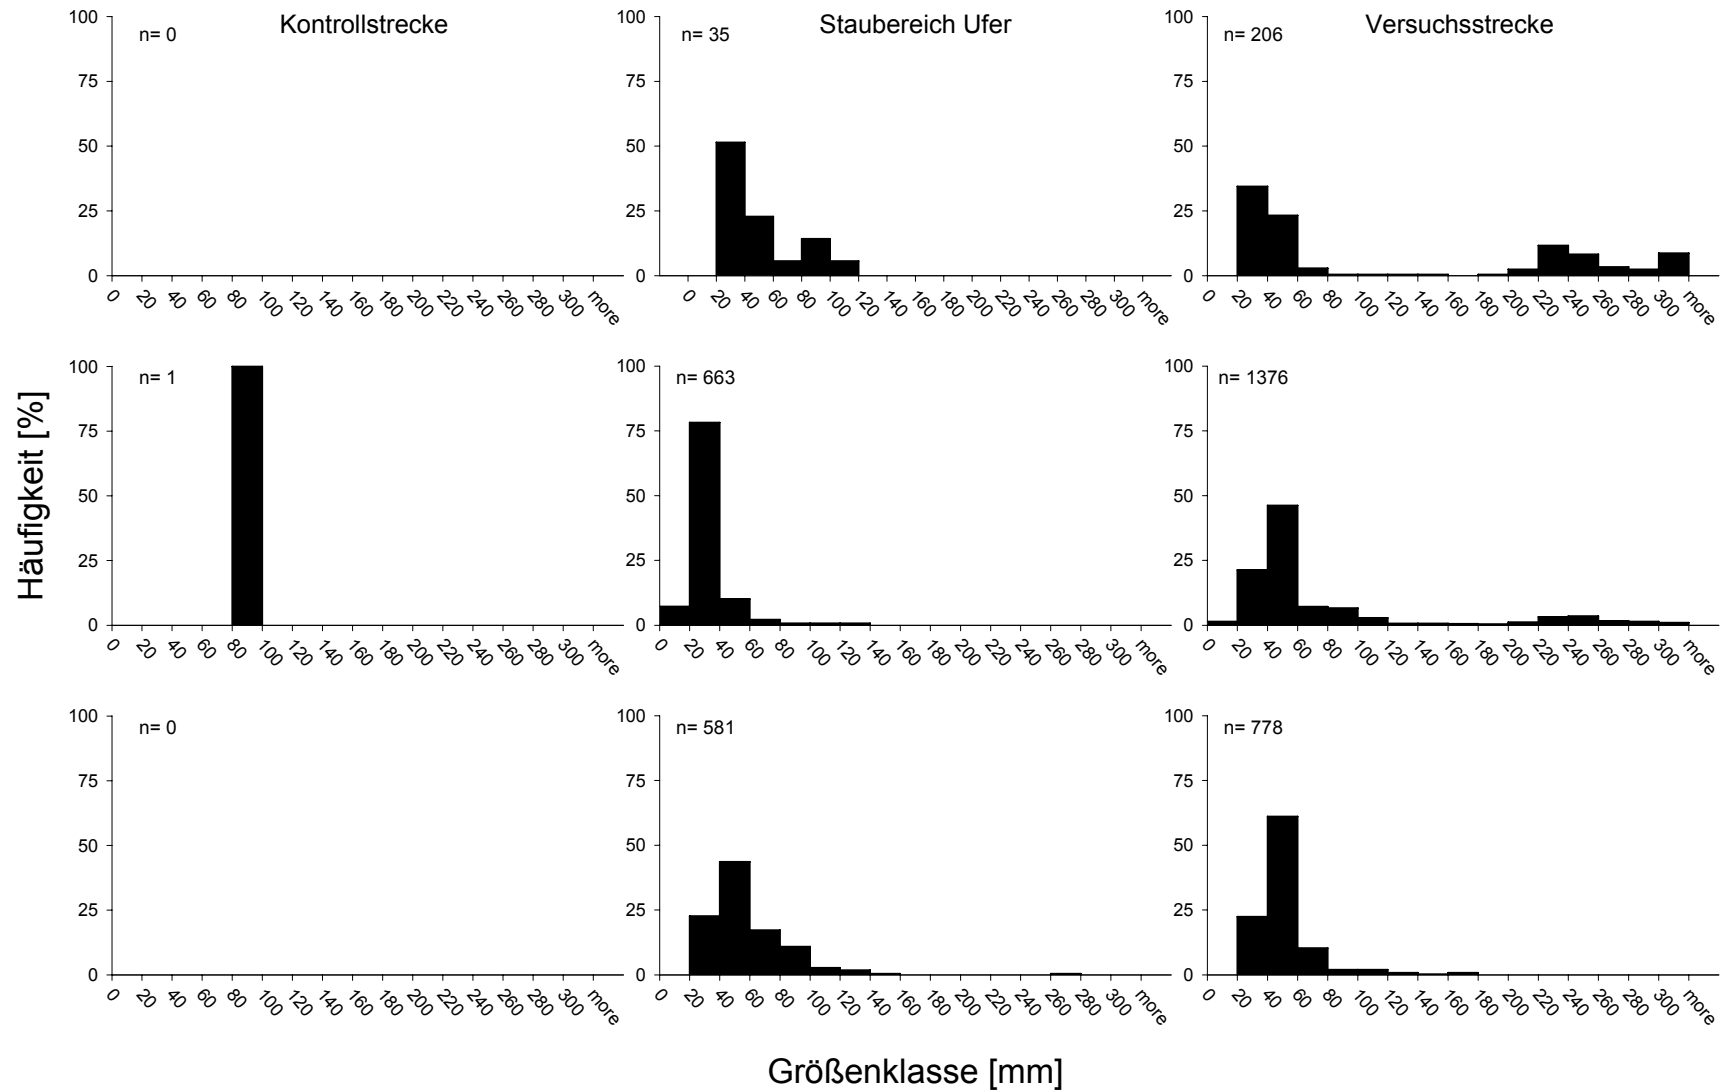 Kontrollstrecke
n= 0
100
75
50
25
0
0 20 40 60 80 100 120 140 160 180 200 220 240 260 280 300 more
Staubereich Ufer
n= 35
100
75
50
25
0
0 20 40 60 80 100 120 140 160 180 200 220 240 260 280 300 more
Versuchsstrecke
n= 206
100
75
50
25
0
0 20 40 60 80 100 120 140 160 180 200 220 240 260 280 300 more
Häufigkeit [%]
n= 1
100
75
50
25
0
0 20 40 60 80 100 120 140 160 180 200 220 240 260 280 300 more
n= 663
100
75
50
25
0
0 20 40 60 80 100 120 140 160 180 200 220 240 260 280 300 more
n= 1376
100
75
50
25
0
0 20 40 60 80 100 120 140 160 180 200 220 240 260 280 300 more
n= 0
100
75
50
25
0
0 20 40 60 80 100 120 140 160 180 200 220 240 260 280 300 more
n= 581
100
75
50
25
0
0 20 40 60 80 100 120 140 160 180 200 220 240 260 280 300 more
n= 778
100
75
50
25
0
0 20 40 60 80 100 120 140 160 180 200 220 240 260 280 300 more
Größenklasse [mm]